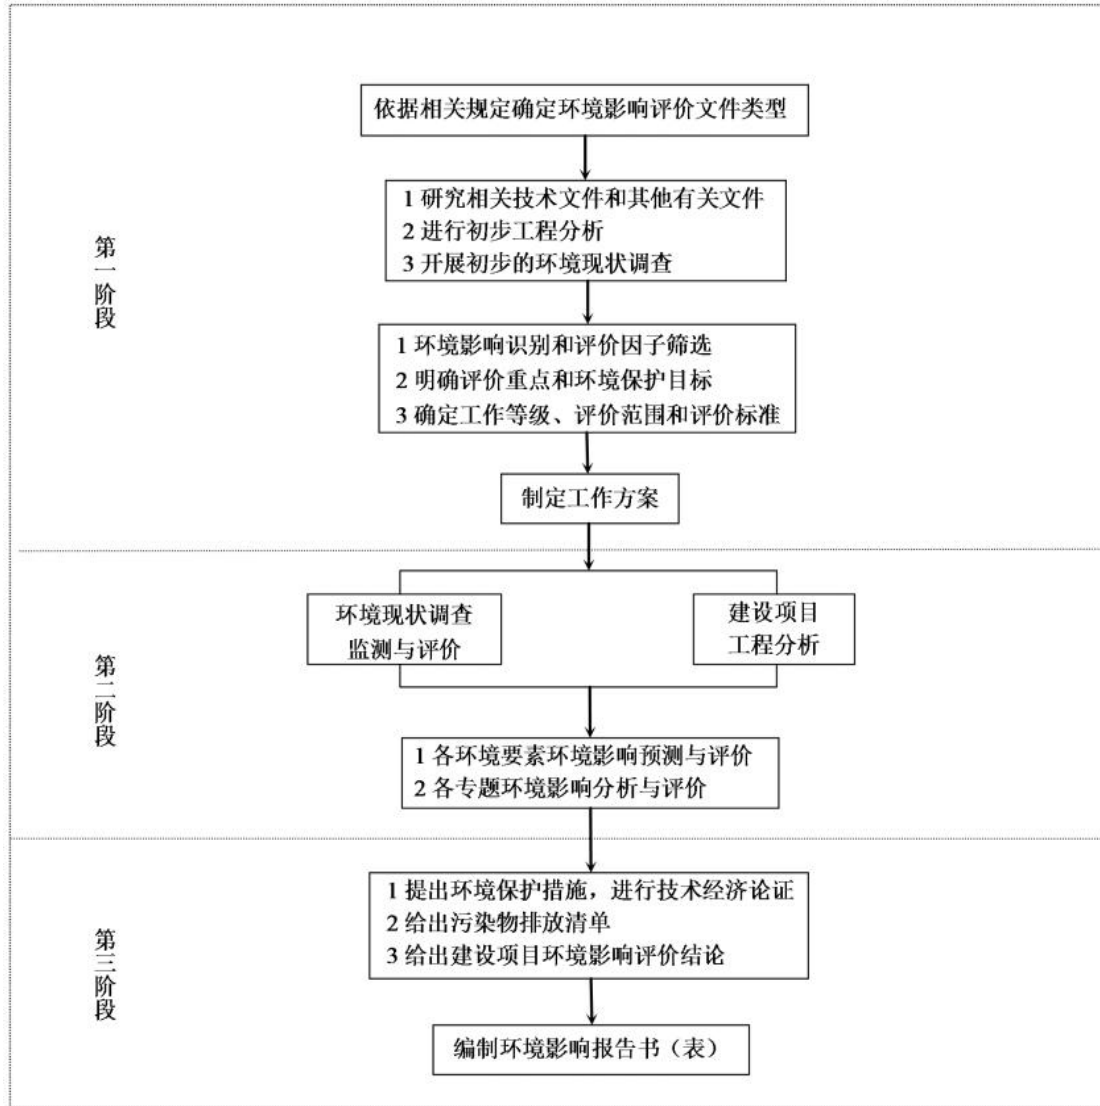 依据相关规定确定环境影响评价文件类型
1 研究相关技术文件和其他有关文件
2 进行初步工程分析
3 开展初步的环境现状调查
第一阶段
1 环境影响识别和评价因子筛选
2 明确评价重点和环境保护目标
3 确定工作等级、评价范围和评价标准
制定工作方案
环境现状调查
监测与评价
建设项目
工程分析
第二阶段
1 各环境要素环境影响预测与评价
2 各专题环境影响分析与评价
1 提出环境保护措施，进行技术经济论证
2 给出污染物排放清单
3 给出建设项目环境影响评价结论
第三阶段
编制环境影响报告书（表）